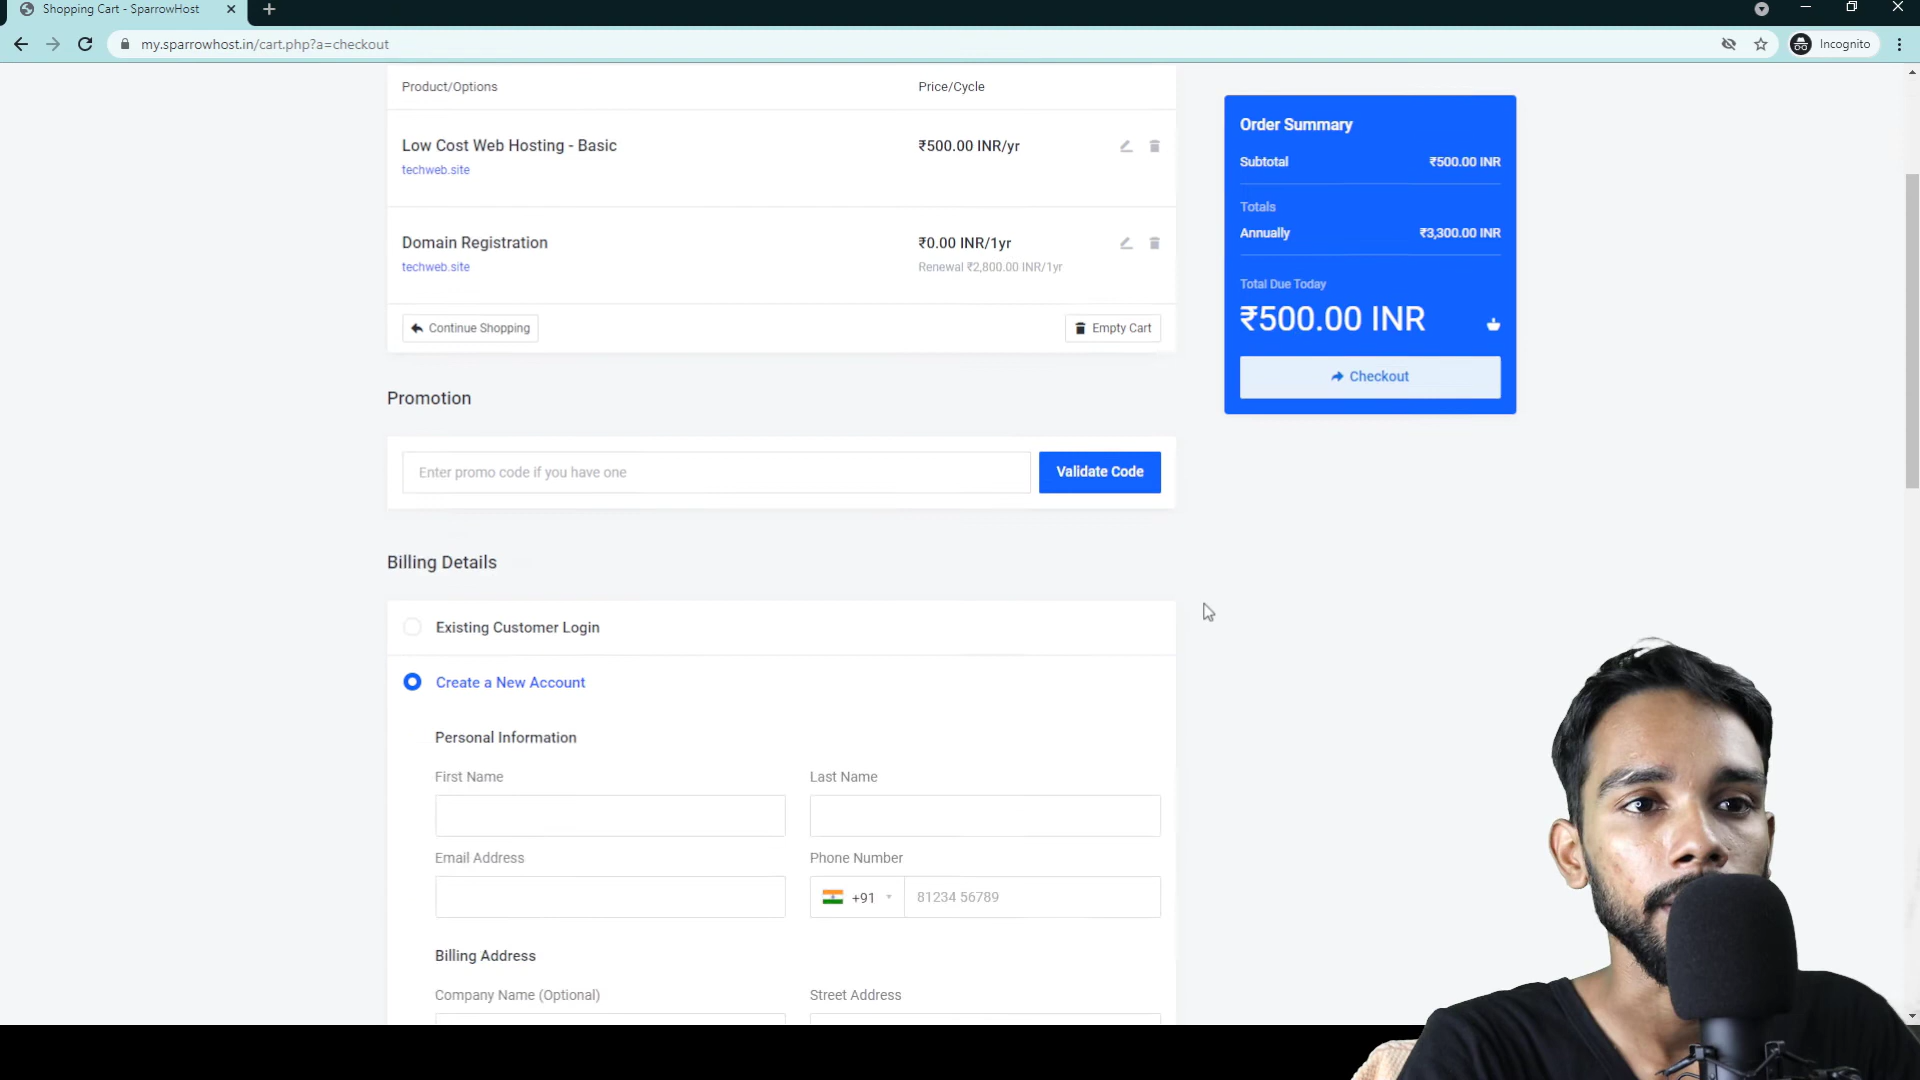 Shopping Cart - SparrowHost
my.sparrowhost.in/cart.php?a=checkout
Incognito
Product/Options
Price/Cycle
Low Cost Web Hosting - Basic
₹500.00 INR/yr
techweb.site
Domain Registration
₹0.00 INR/1yr
techweb.site
Renewal ₹2,800.00 INR/1yr
Continue Shopping
Empty Cart
Order Summary
Subtotal
₹500.00 INR
Totals
Annually
₹3,300.00 INR
Total Due Today
₹500.00 INR
Checkout
Promotion
Enter promo code if you have one
Validate Code
Billing Details
Existing Customer Login
Create a New Account
Personal Information
First Name
Last Name
Email Address
Phone Number
+91
81234 56789
Billing Address
Company Name (Optional)
Street Address